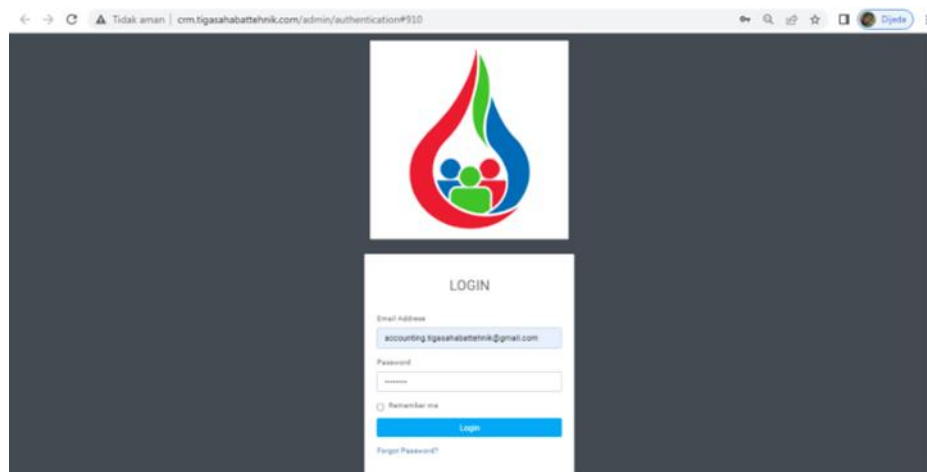 Tidak aman | crm.tigasahabattehnik.com/admin/authentication#910
Dijeda
LOGIN
Email Address
accounting.tigasahabattehnik@gmail.com
Password
Remember me
Login
Forgot Password?